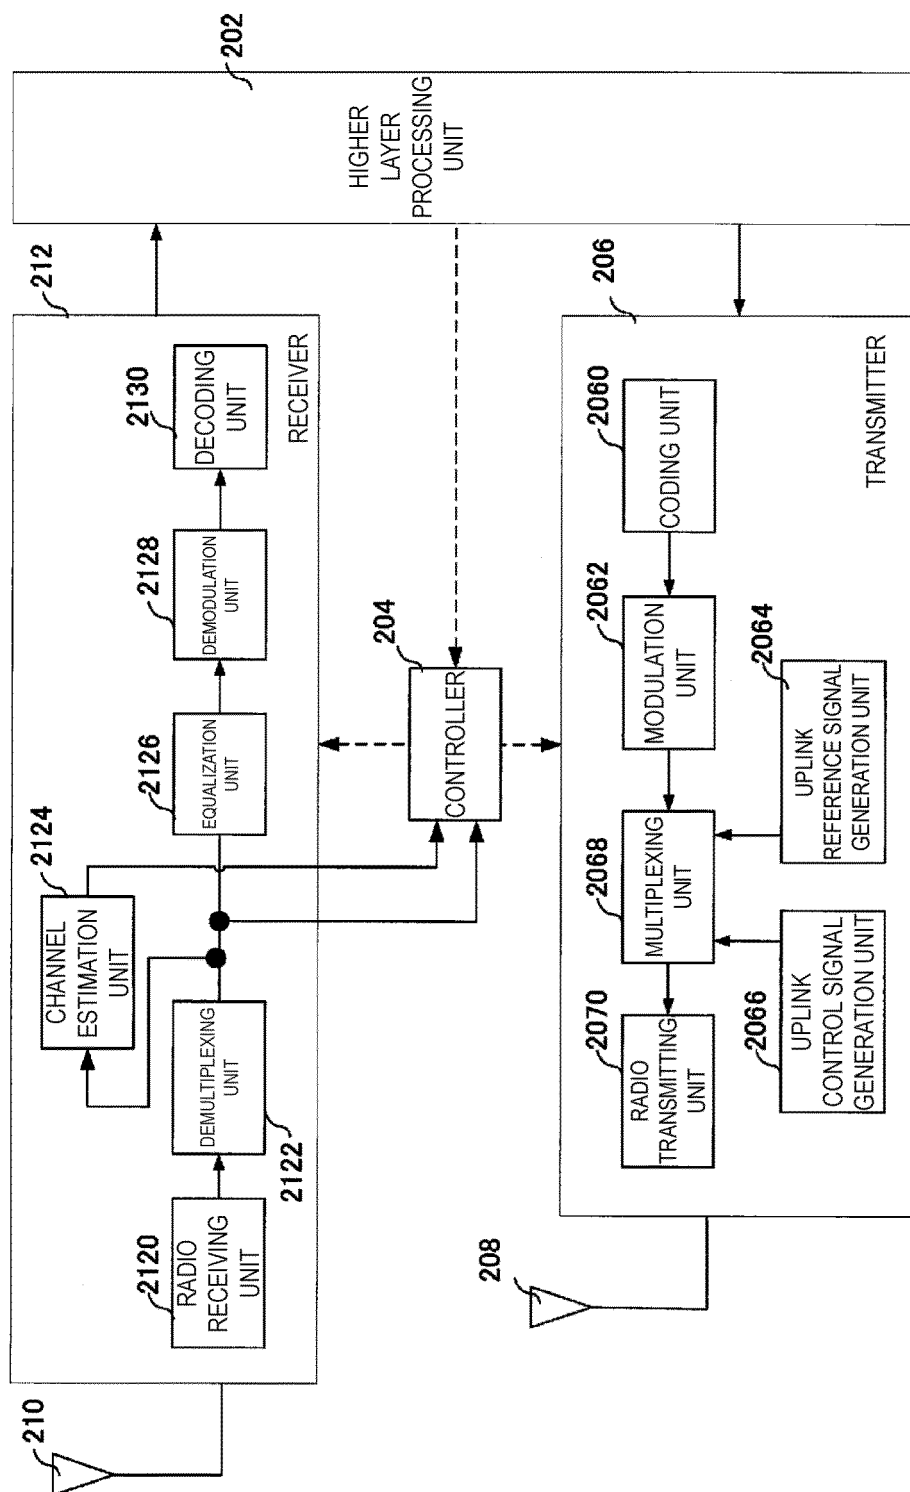 202
HIGHER
LAYER
PROCESSING
UNIT
212
RECEIVER
2130
DECODING
UNIT
2128
DEMODULATION
UNIT
2126
EQUALIZATION
UNIT
2124
CHANNEL
ESTIMATION
UNIT
DEMULTIPLEXING
UNIT
2122
2120
RADIO
RECEIVING
UNIT
210
204
CONTROLLER
206
TRANSMITTER
2060
CODING UNIT
2062
MODULATION
UNIT
2064
UPLINK
REFERENCE SIGNAL
GENERATION UNIT
2068
MULTIPLEXING
UNIT
2066
UPLINK
CONTROL SIGNAL
GENERATION UNIT
2070
RADIO
TRANSMITTING
UNIT
208